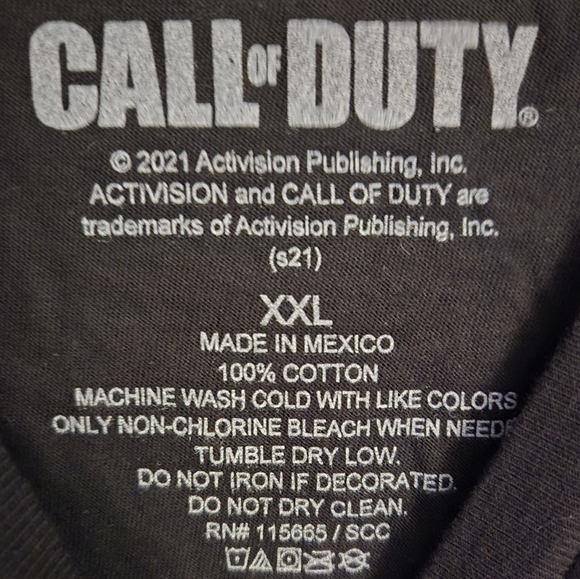 CALL OF DUTY®
© 2021 Activision Publishing, Inc.
ACTIVISION and CALL OF DUTY are
trademarks of Activision Publishing, Inc.
(s21)
XXL
MADE IN MEXICO
100% COTTON
MACHINE WASH COLD WITH LIKE COLORS
ONLY NON-CHLORINE BLEACH WHEN NEED
TUMBLE DRY LOW.
DO NOT IRON IF DECORATED.
DO NOT DRY CLEAN.
RN# 115665 / SCC